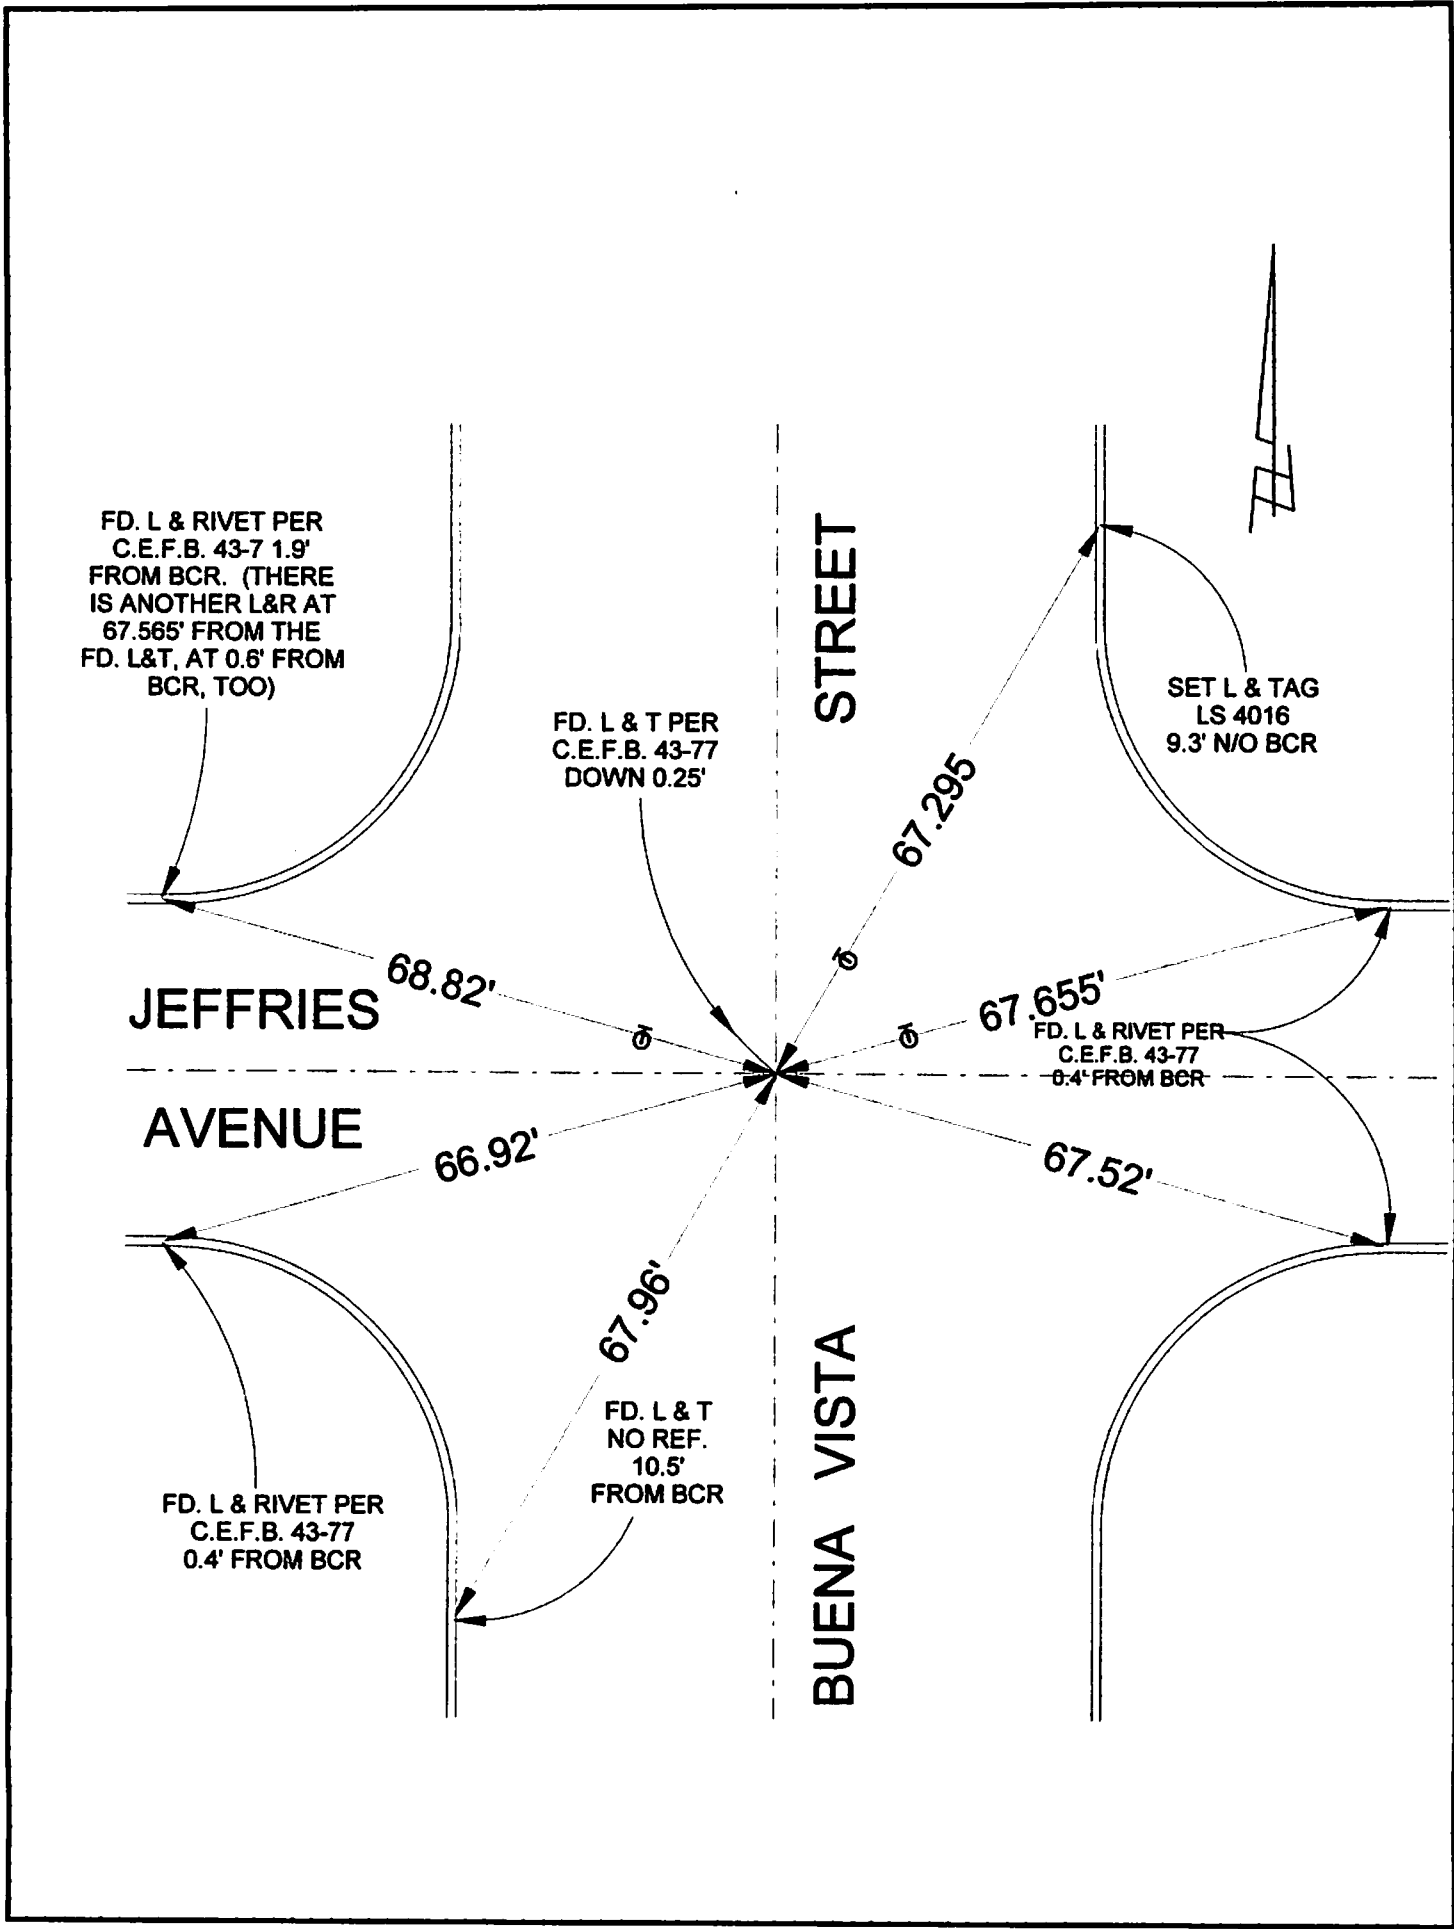 FD. L & RIVET PER
C.E.F.B. 43-7 1.9'
FROM BCR. (THERE
IS ANOTHER L&R AT
67.565' FROM THE
FD. L&T, AT 0.6' FROM
BCR, TOO)
FD. L & T PER
C.E.F.B. 43-77
DOWN 0.25'
STREET
SET L & TAG
LS 4016
9.3' N/O BCR
67.295
68.82'
67.655'
JEFFRIES
FD. L & RIVET PER
C.E.F.B. 43-77
0.4' FROM BCR
AVENUE
66.92'
67.52'
67.96'
BUENA VISTA
FD. L & T
NO REF.
10.5'
FROM BCR
FD. L & RIVET PER
C.E.F.B. 43-77
0.4' FROM BCR